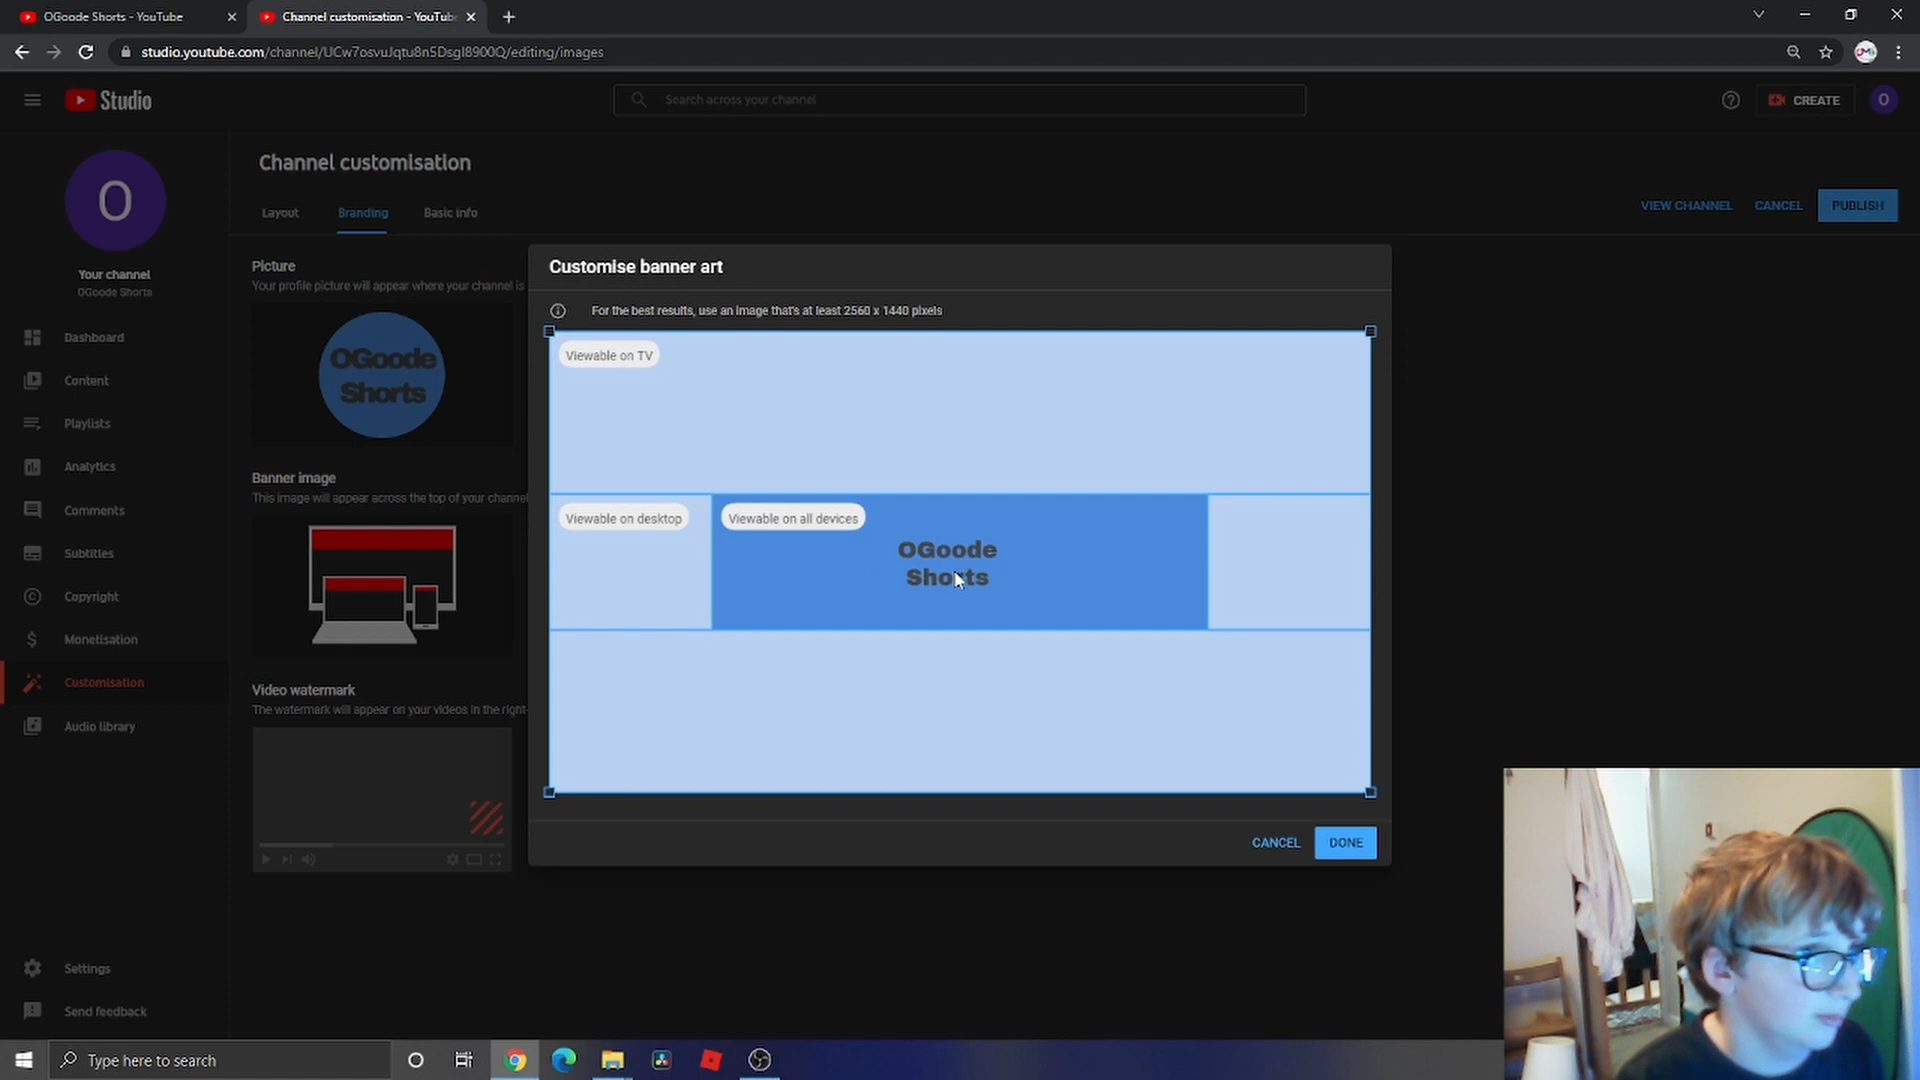 OGoode Shorts - YouTube
Channel customisation - YouTub
studio.youtube.com/channel/UCw7osvuJqtu8n5Dsgl8900Q/editing/images
Studio
Search across your channel
CREATE
O
O
Your channel
OGoode Shorts
Channel customisation
Layout
Branding
Basic info
VIEW CHANNEL
CANCEL
PUBLISH
Dashboard
Content
Playlists
Analytics
Comments
Subtitles
Copyright
Monetisation
Customisation
Audio library
Settings
Send feedback
Picture
Your profile picture will appear where your channel is
OGoode
Shorts
Banner image
This image will appear across the top of your channel
Video watermark
The watermark will appear on your videos in the right-
Customise banner art
For the best results, use an image that's at least 2560 x 1440 pixels
Viewable on TV
Viewable on desktop
Viewable on all devices
OGoode
Shorts
CANCEL
DONE
Type here to search